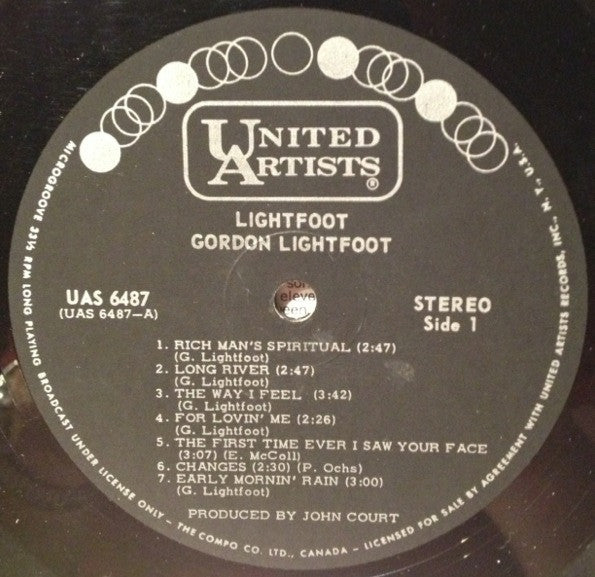 UNITED
ARTISTS®
LIGHTFOOT
GORDON LIGHTFOOT
UAS 6487
(UAS 6487-A)
STEREO
Side 1
eleve
1. RICH MAN'S SPIRITUAL (2:47)
(G. Lightfoot)
2. LONG RIVER (2:47)
(G. Lightfoot)
3. THE WAY I FEEL (3:42)
(G. Lightfoot)
4. FOR LOVIN' ME (2:26)
(G. Lightfoot)
5. THE FIRST TIME EVER I SAW YOUR FACE
(3:07) (E. McColl)
6. CHANGES (2:30) (P. Ochs)
7. EARLY MORNIN' RAIN (3:00)
(G. Lightfoot)
PRODUCED BY JOHN COURT
MICROGROOVE 33⅓ RPM LONG PLAYING BROADCAST UNDER LICENSE ONLY - THE COMPO CO. LTD., CANADA - LICENSED FOR SALE BY AGREEMENT WITH UNITED ARTISTS RECORDS, INC., N. Y., U.S.A.